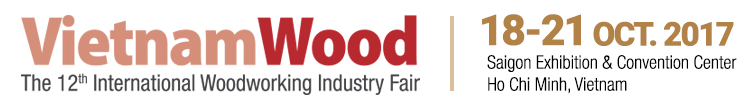 VietnamWood
The 12th International Woodworking Industry Fair
18-21 OCT. 2017
Saigon Exhibition & Convention Center
Ho Chi Minh, Vietnam